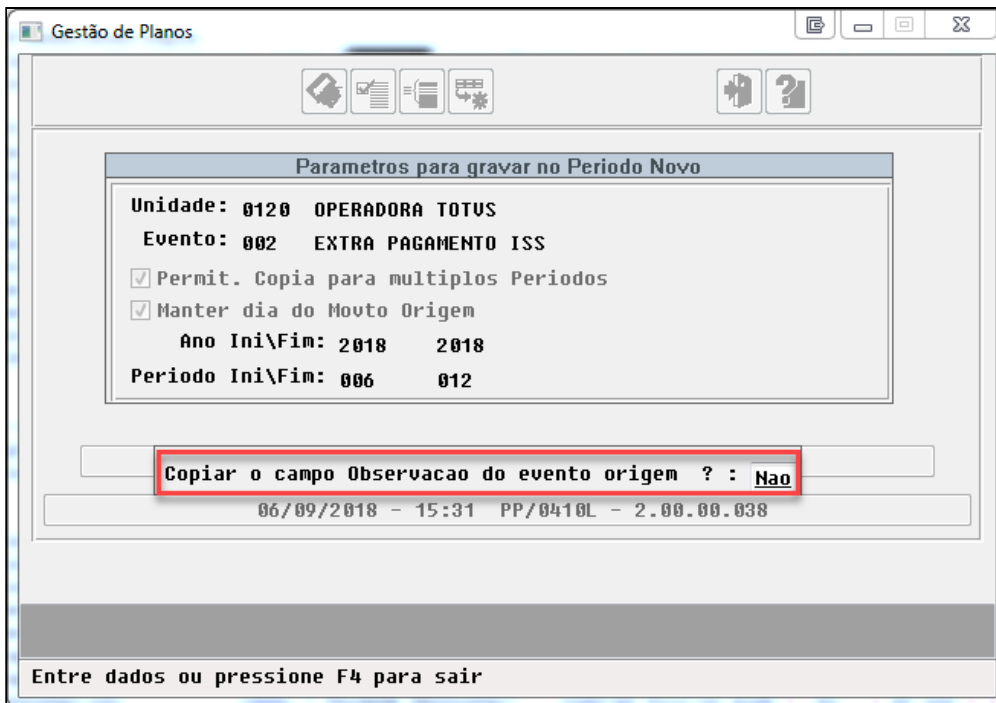 Gestão de Planos
Parametros para gravar no Periodo Novo
Unidade: 0120 OPERADORA TOTVS
Evento: 002 EXTRA PAGAMENTO ISS
Permit. Copia para multiplos Periodos
Manter dia do Movto Origem
Ano Ini\Fim: 2018 2018
Periodo Ini\Fim: 006 012
Copiar o campo Observacao do evento origem ? : Nao
06/09/2018 - 15:31 PP/0410L - 2.00.00.038
Entre dados ou pressione F4 para sair